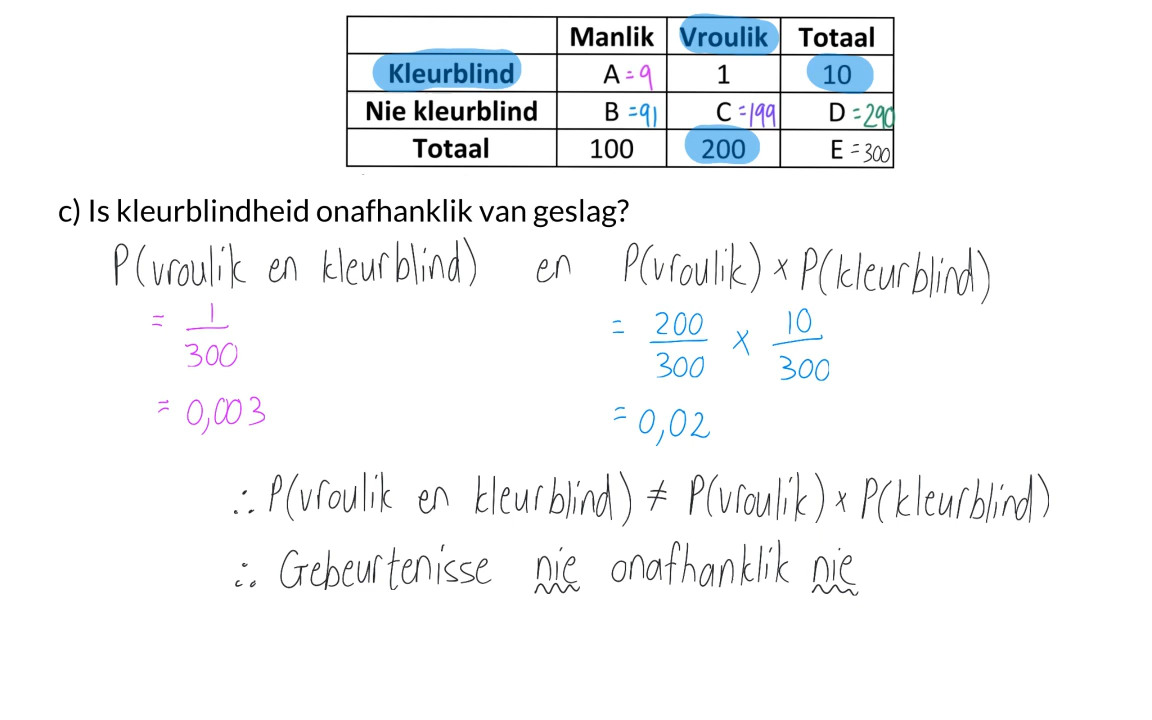 Manlik Vroulik Totaal
Kleurblind A = 9 1 10
Nie kleurblind B = 91 C = 199 D = 290
Totaal 100 200 E = 300
c) Is kleurblindheid onafhanklik van geslag?
P(vroulik en kleurblind) en P(vroulik) × P(kleurblind)
= 1/300 = 200/300 × 10/300
= 0,003 = 0,02
∴ P(vroulik en kleurblind) ≠ P(vroulik) × P(kleurblind)
∴ Gebeurtenisse nie onafhanklik nie